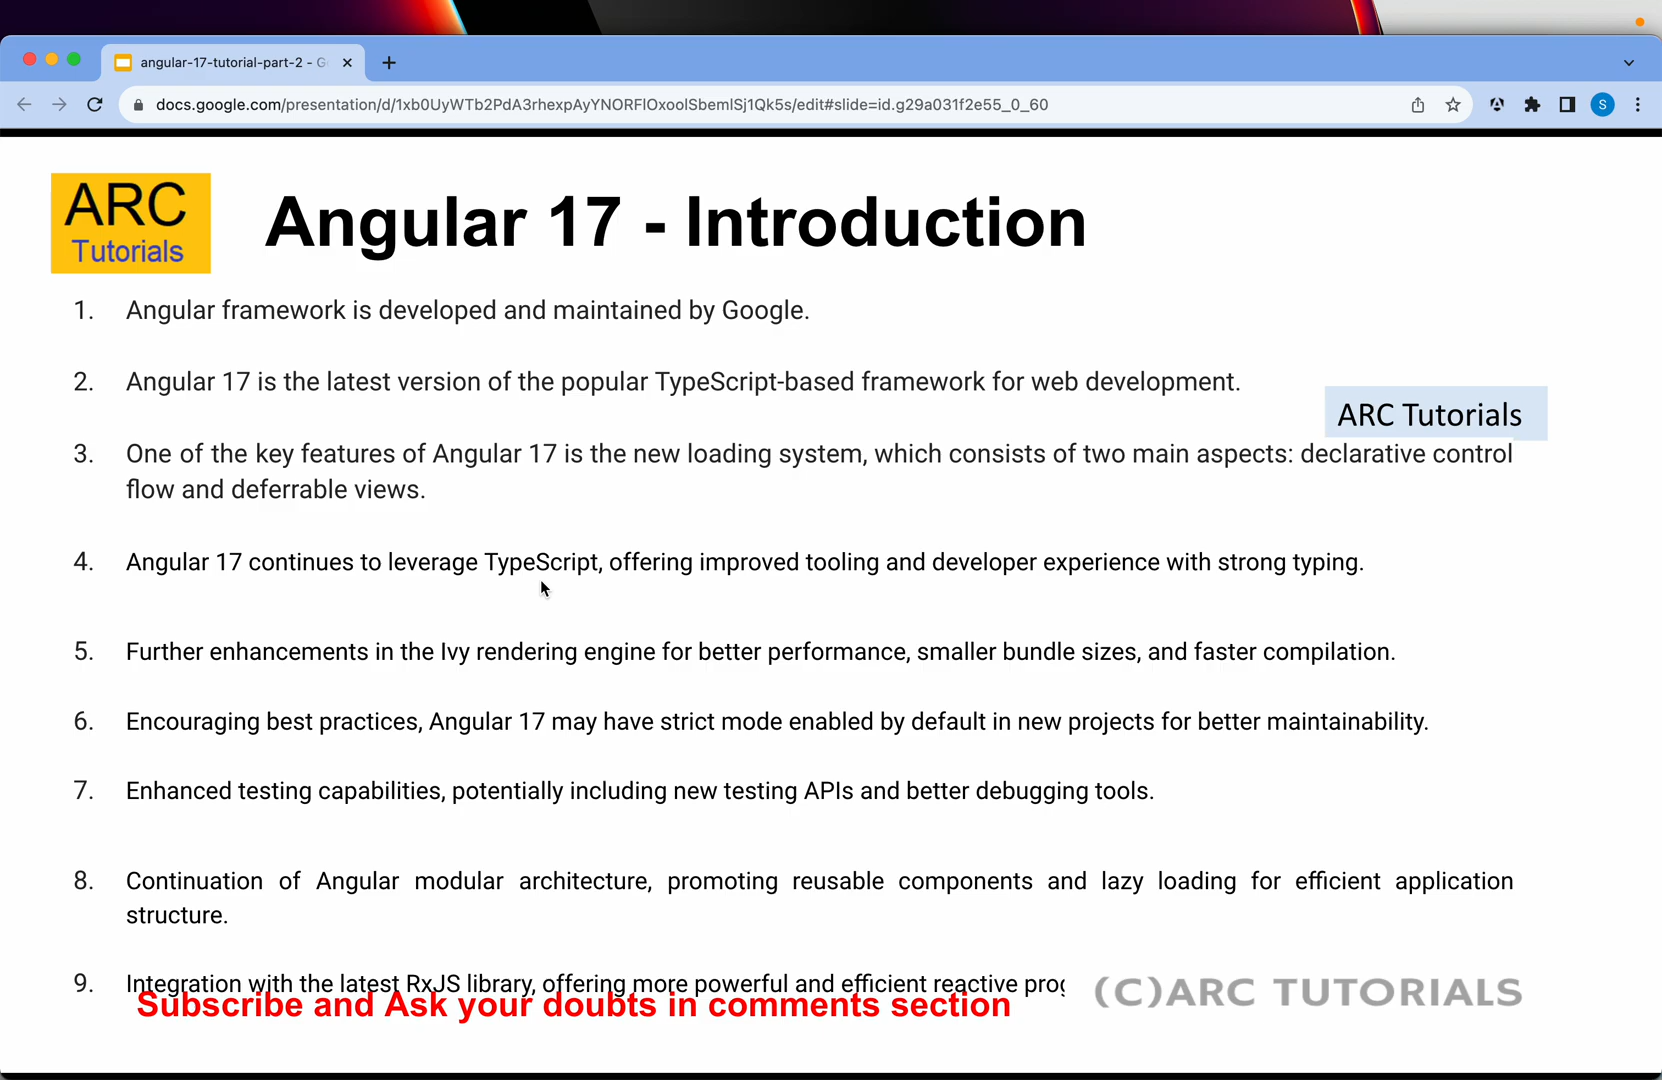 angular-17-tutorial-part-2 - G
docs.google.com/presentation/d/1xb0UyWTb2PdA3rhexpAyYNORFlOxoolSbemlSj1Qk5s/edit#slide=id.g29a031f2e55_0_60
S
ARC
Tutorials
Angular 17 - Introduction
1. Angular framework is developed and maintained by Google.
2. Angular 17 is the latest version of the popular TypeScript-based framework for web development.
ARC Tutorials
3. One of the key features of Angular 17 is the new loading system, which consists of two main aspects: declarative control
flow and deferrable views.
4. Angular 17 continues to leverage TypeScript, offering improved tooling and developer experience with strong typing.
5. Further enhancements in the Ivy rendering engine for better performance, smaller bundle sizes, and faster compilation.
6. Encouraging best practices, Angular 17 may have strict mode enabled by default in new projects for better maintainability.
7. Enhanced testing capabilities, potentially including new testing APIs and better debugging tools.
8. Continuation of Angular modular architecture, promoting reusable components and lazy loading for efficient application
structure.
9. Integration with the latest RxJS library, offering more powerful and efficient reactive
Subscribe and Ask your doubts in comments section
(C)ARC TUTORIALS